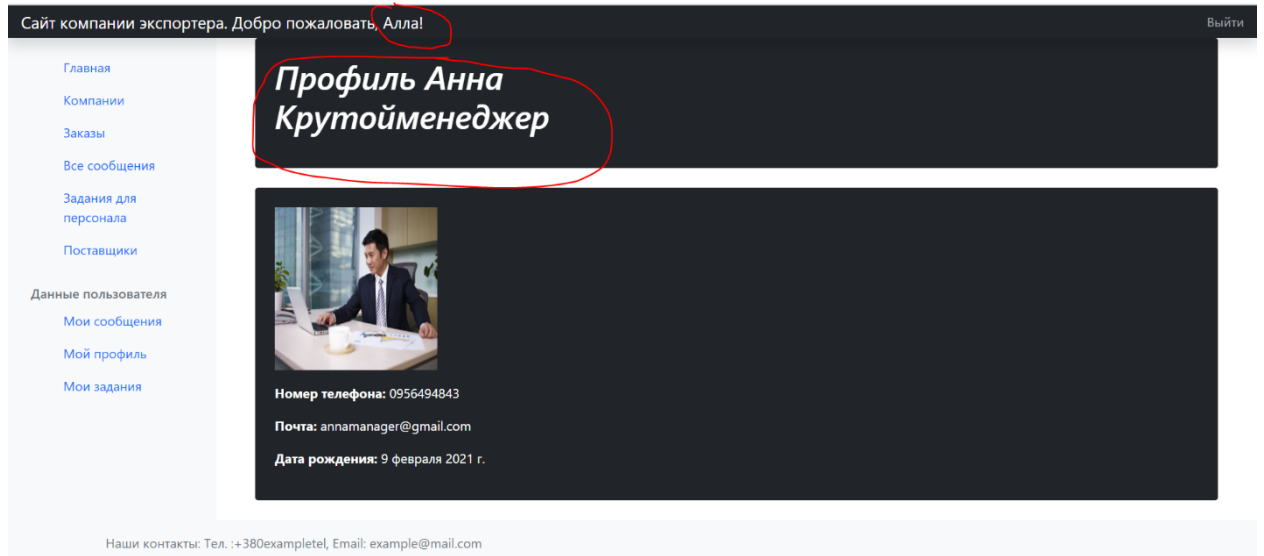 Сайт компании экспортера. Добро пожаловать, Алла!
Выйти
Главная
Компании
Заказы
Все сообщения
Задания для
персонала
Поставщики
Данные пользователя
Мои сообщения
Мой профиль
Мои задания
Профиль Анна
Крутойменеджер
Номер телефона: 0956494843
Почта: annamanager@gmail.com
Дата рождения: 9 февраля 2021 г.
Наши контакты: Тел. :+380exampletel, Email: example@mail.com